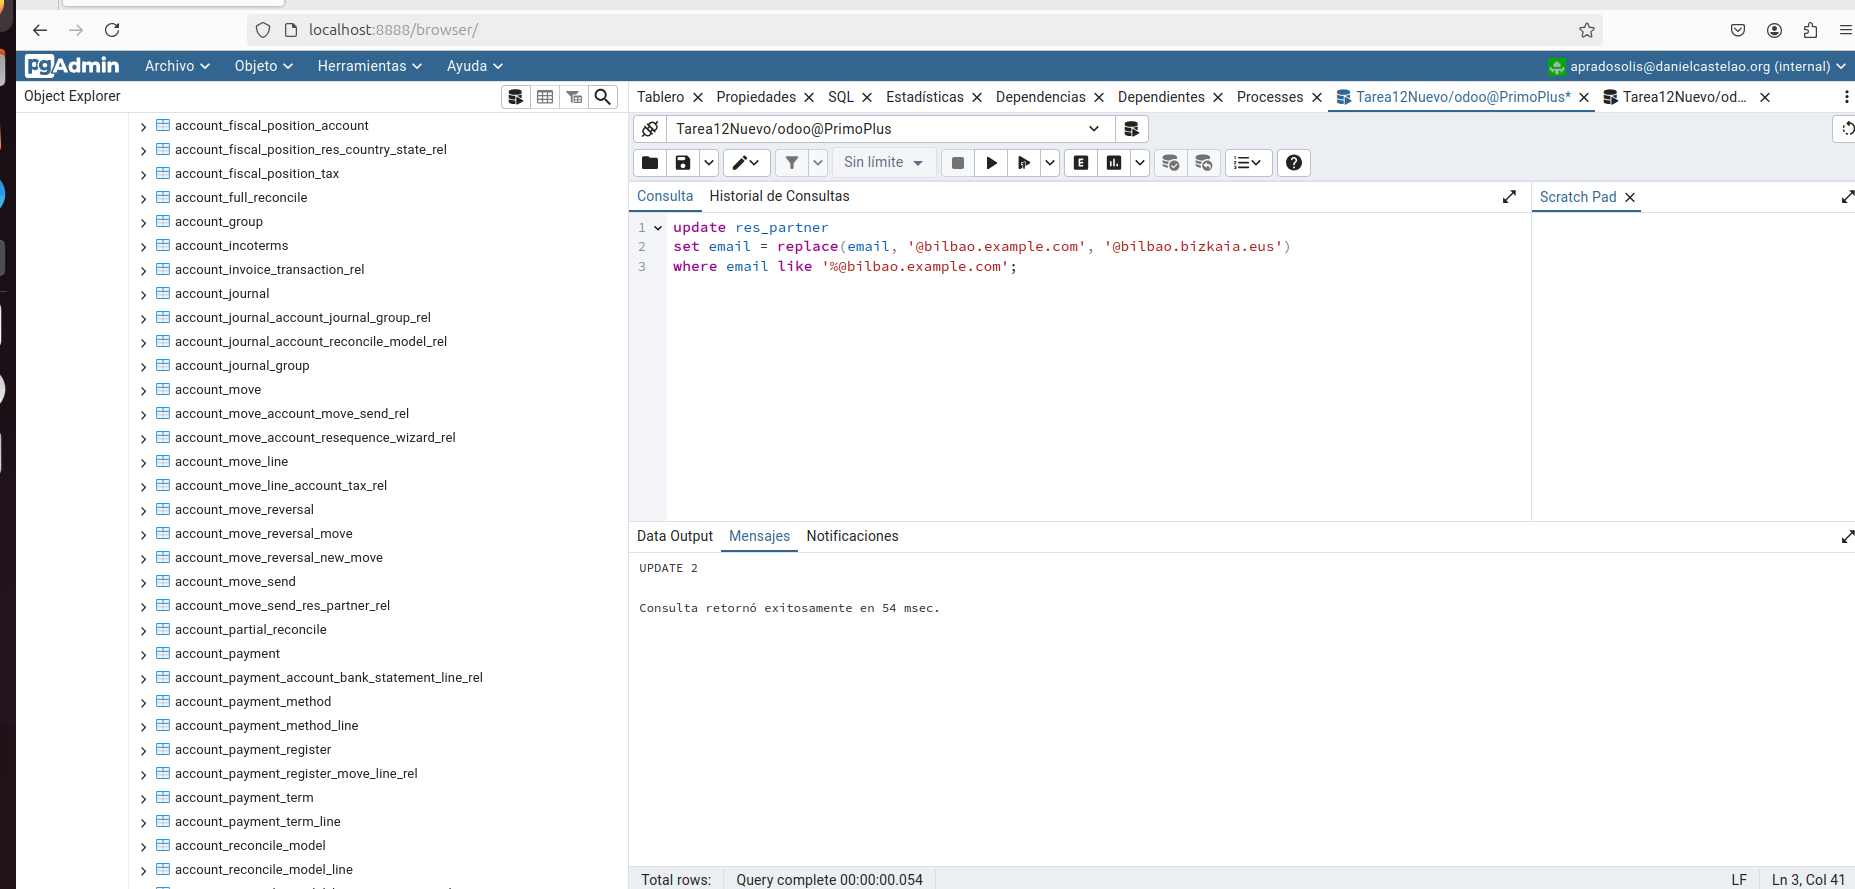 localhost:8888/browser/
pgAdmin Archivo Objeto Herramientas Ayuda apradosolis@danielcastelao.org (internal)
Object Explorer
Tablero Propiedades SQL Estadísticas Dependencias Dependientes Processes Tarea12Nuevo/odoo@PrimoPlus* Tarea12Nuevo/od...
Tarea12Nuevo/odoo@PrimoPlus
Sin límite
Consulta Historial de Consultas
Scratch Pad
1 update res_partner
2 set email = replace(email, '@bilbao.example.com', '@bilbao.bizkaia.eus')
3 where email like '%@bilbao.example.com';
Data Output Mensajes Notificaciones
UPDATE 2
Consulta retornó exitosamente en 54 msec.
account_fiscal_position_account
account_fiscal_position_res_country_state_rel
account_fiscal_position_tax
account_full_reconcile
account_group
account_incoterms
account_invoice_transaction_rel
account_journal
account_journal_account_journal_group_rel
account_journal_account_reconcile_model_rel
account_journal_group
account_move
account_move_account_move_send_rel
account_move_account_resequence_wizard_rel
account_move_line
account_move_line_account_tax_rel
account_move_reversal
account_move_reversal_move
account_move_reversal_new_move
account_move_send
account_move_send_res_partner_rel
account_partial_reconcile
account_payment
account_payment_account_bank_statement_line_rel
account_payment_method
account_payment_method_line
account_payment_register
account_payment_register_move_line_rel
account_payment_term
account_payment_term_line
account_reconcile_model
account_reconcile_model_line
Total rows: Query complete 00:00:00.054 LF Ln 3, Col 41